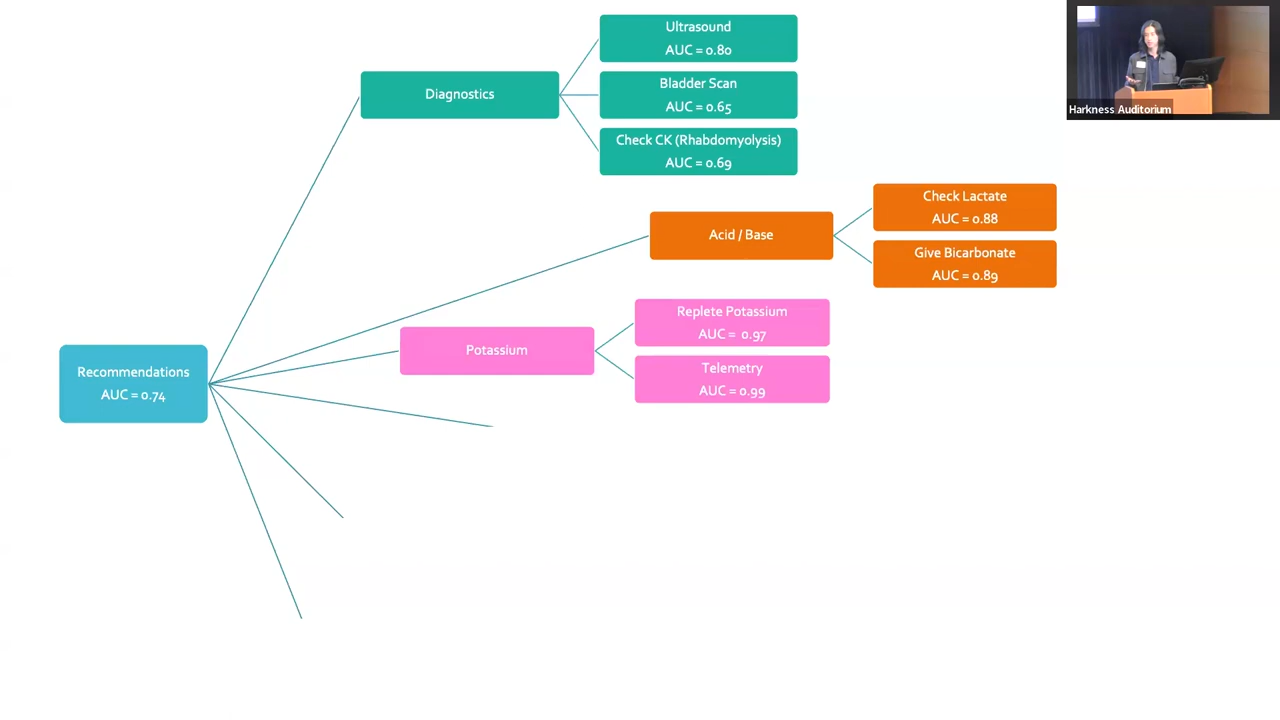 Ultrasound
AUC = 0.80
Diagnostics
Bladder Scan
AUC = 0.65
Check CK (Rhabdomyolysis)
AUC = 0.69
Harkness Auditorium
Acid / Base
Check Lactate
AUC = 0.88
Give Bicarbonate
AUC = 0.89
Potassium
Replete Potassium
AUC =  0.97
Telemetry
AUC = 0.99
Recommendations
AUC = 0.74